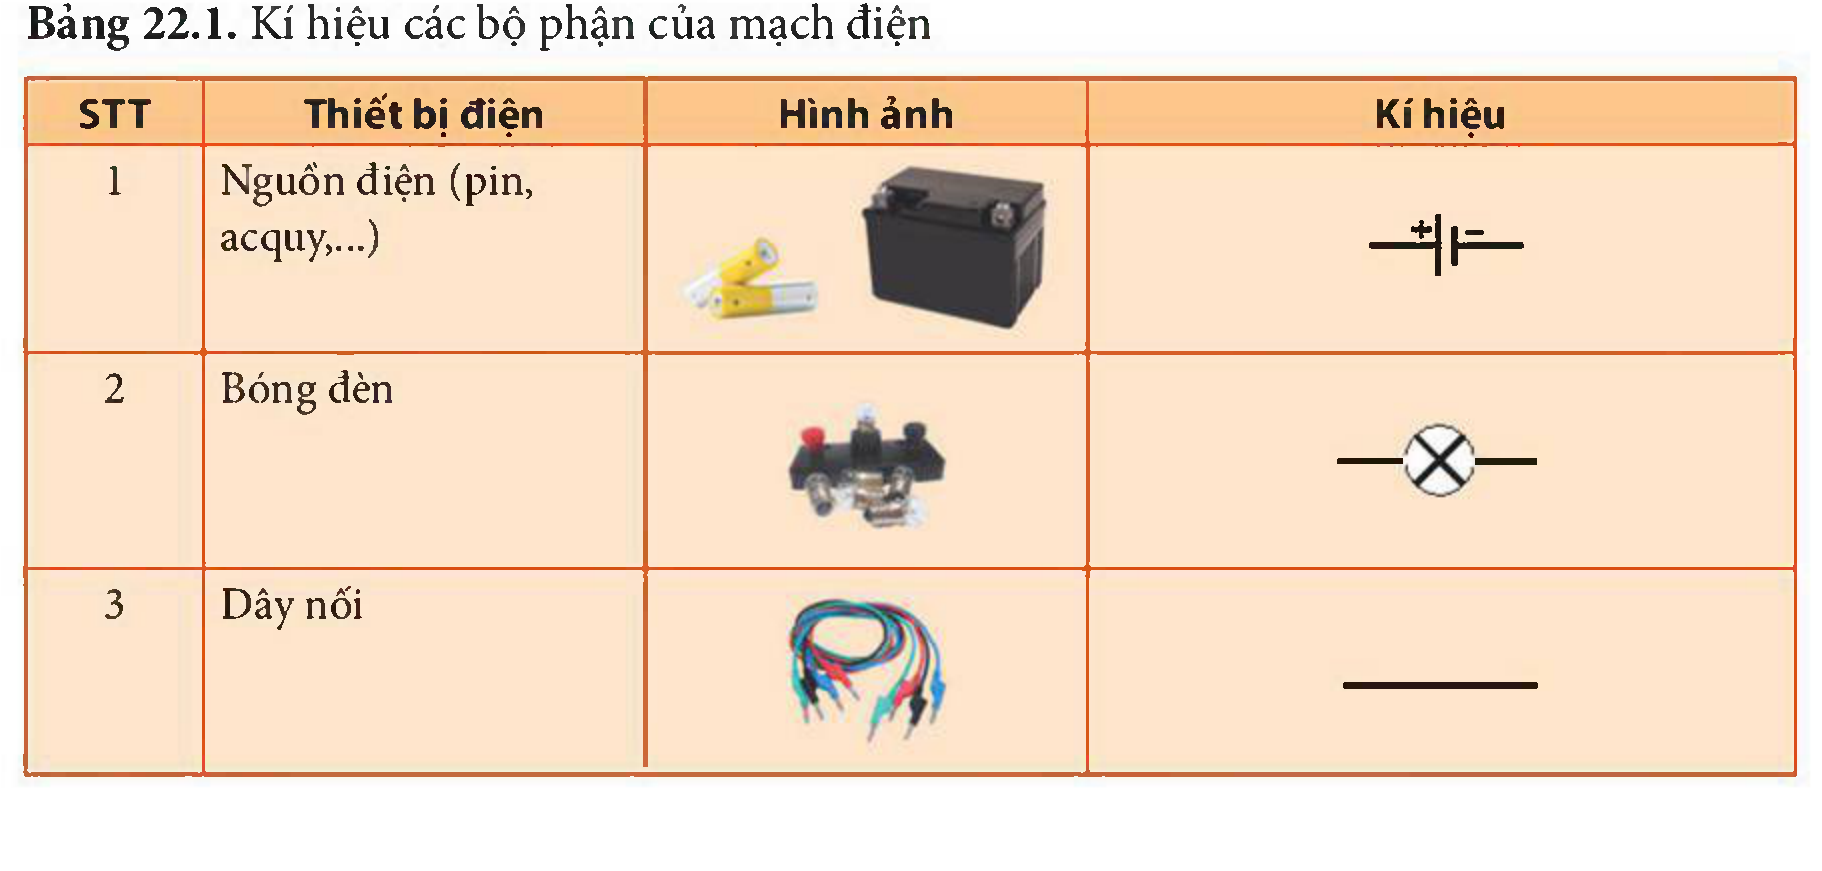 Bảng 22.1. Kí hiệu các bộ phận của mạch điện
STT Thiết bị điện Hình ảnh Kí hiệu
1 Nguồn điện (pin,
acquy,...)
+ -
2 Bóng đèn
3 Dây nối